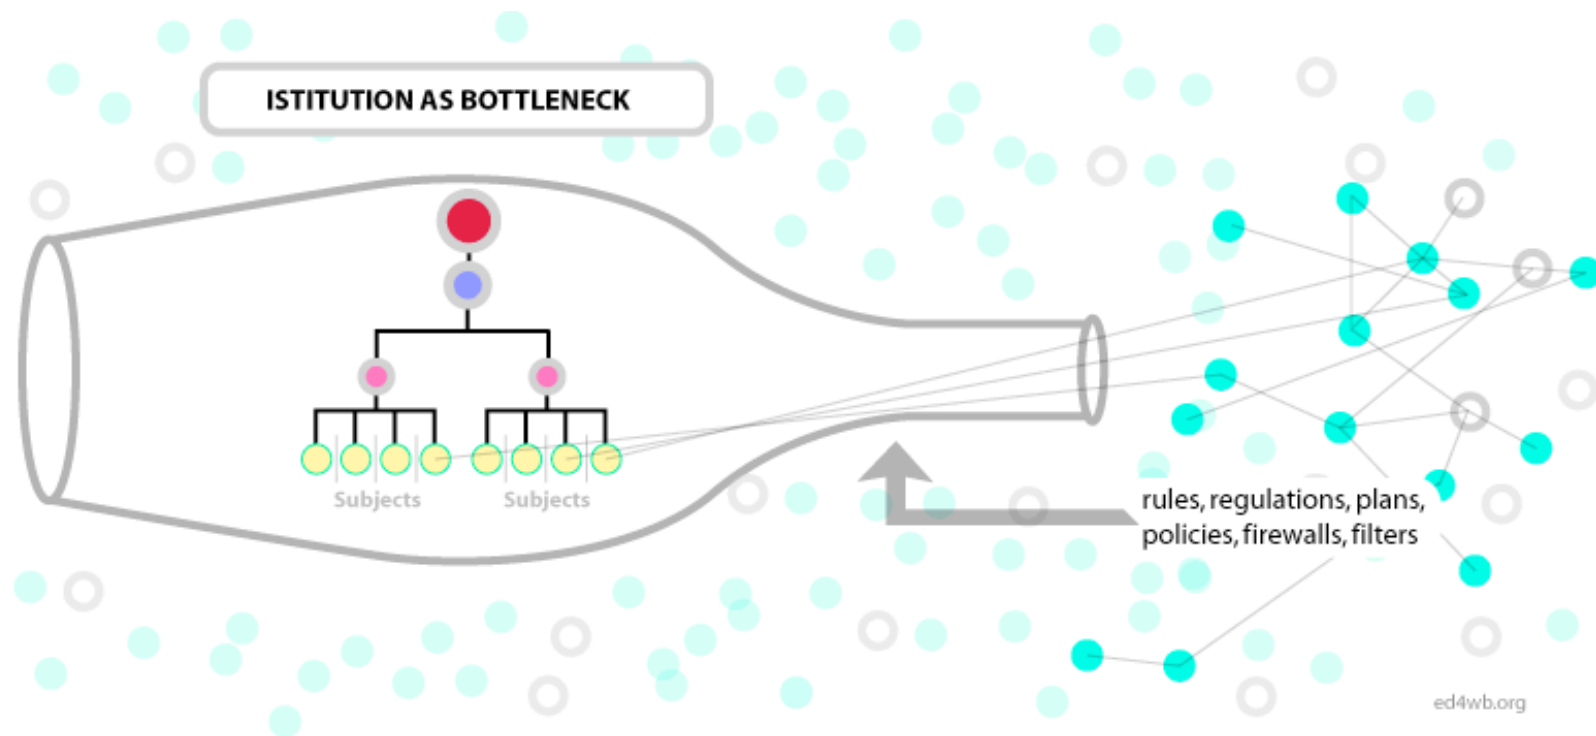 ISTITUTION AS BOTTLENECK
Subjects
Subjects
rules, regulations, plans,
policies, firewalls, filters
ed4wb.org